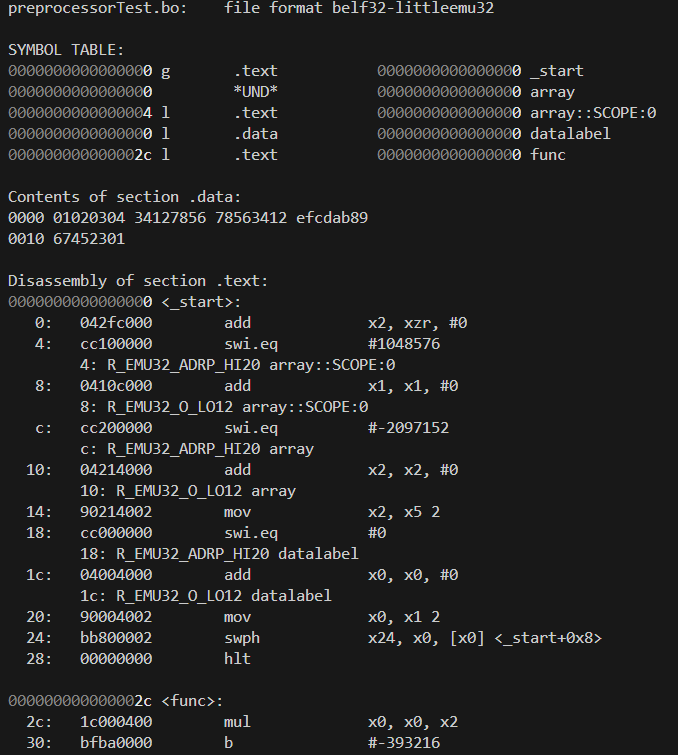 preprocessorTest.bo:    file format belf32-littleemu32

SYMBOL TABLE:
0000000000000000 g       .text           0000000000000000 _start
0000000000000000         *UND*           0000000000000000 array
0000000000000004 l       .text           0000000000000000 array::SCOPE:0
0000000000000000 l       .data           0000000000000000 datalabel
000000000000002c l       .text           0000000000000000 func

Contents of section .data:
0000 01020304 34127856 78563412 efcdab89
0010 67452301

Disassembly of section .text:
0000000000000000 <_start>:
   0:   042fc000        add             x2, xzr, #0
   4:   cc100000        swi.eq          #1048576
        4: R_EMU32_ADRP_HI20 array::SCOPE:0
   8:   0410c000        add             x1, x1, #0
        8: R_EMU32_O_LO12 array::SCOPE:0
   c:   cc200000        swi.eq          #-2097152
        c: R_EMU32_ADRP_HI20 array
  10:   04214000        add             x2, x2, #0
        10: R_EMU32_O_LO12 array
  14:   90214002        mov             x2, x5 2
  18:   cc000000        swi.eq          #0
        18: R_EMU32_ADRP_HI20 datalabel
  1c:   04004000        add             x0, x0, #0
        1c: R_EMU32_O_LO12 datalabel
  20:   90004002        mov             x0, x1 2
  24:   bb800002        swph            x24, x0, [x0] <_start+0x8>
  28:   00000000        hlt

000000000000002c <func>:
  2c:   1c000400        mul             x0, x0, x2
  30:   bfba0000        b               #-393216